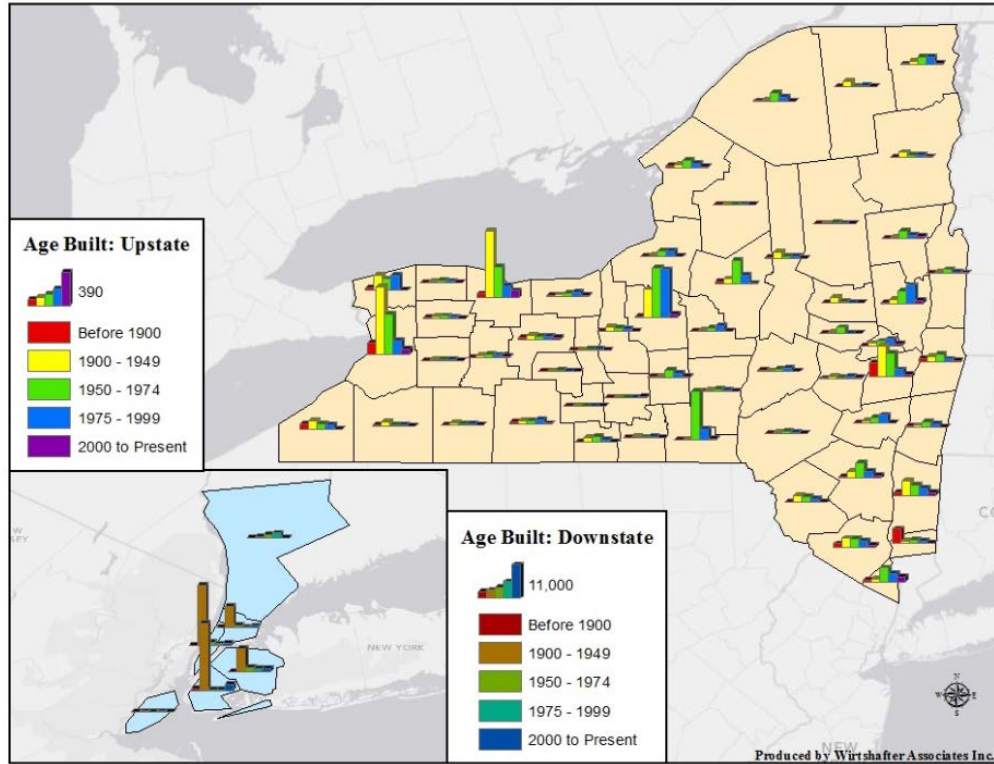 Age Built: Upstate
390
Before 1900
1900 - 1949
1950 - 1974
1975 - 1999
2000 to Present
Age Built: Downstate
11,000
Before 1900
1900 - 1949
1950 - 1974
1975 - 1999
2000 to Present
NEW YORK
N
W
E
S
NEW
Produced by Wirtshafter Associates Inc.